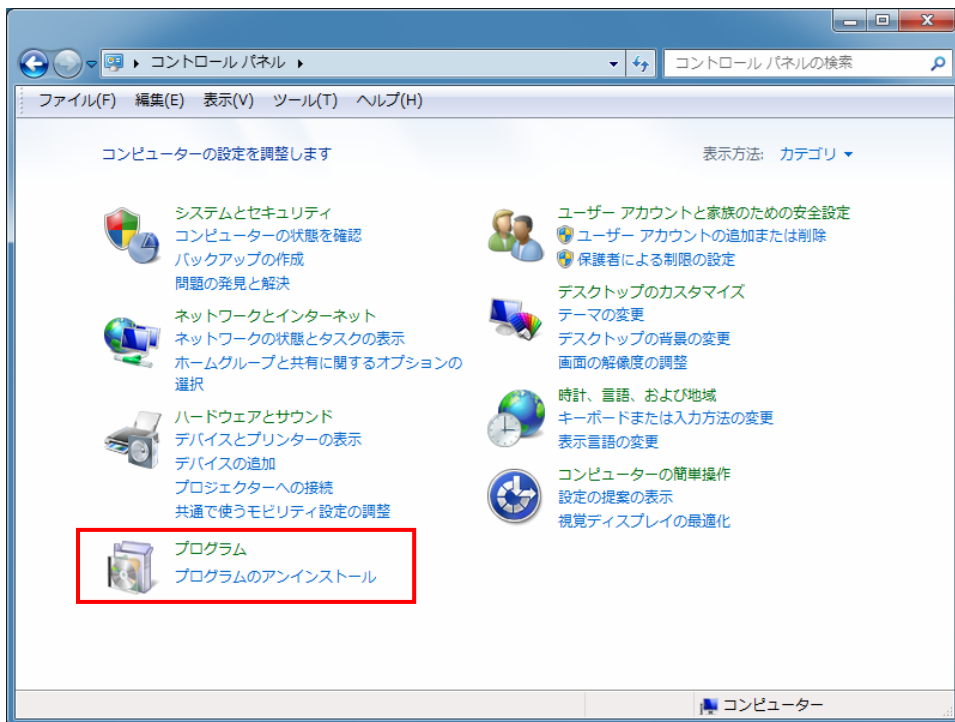 コントロール パネル
コントロール パネルの検索
ファイル(F) 編集(E) 表示(V) ツール(T) ヘルプ(H)
コンピューターの設定を調整します
表示方法: カテゴリ
システムとセキュリティ
コンピューターの状態を確認
バックアップの作成
問題の発見と解決
ネットワークとインターネット
ネットワークの状態とタスクの表示
ホームグループと共有に関するオプションの
選択
ハードウェアとサウンド
デバイスとプリンターの表示
デバイスの追加
プロジェクターへの接続
共通で使うモビリティ設定の調整
プログラム
プログラムのアンインストール
ユーザー アカウントと家族のための安全設定
ユーザー アカウントの追加または削除
保護者による制限の設定
デスクトップのカスタマイズ
テーマの変更
デスクトップの背景の変更
画面の解像度の調整
時計、言語、および地域
キーボードまたは入力方法の変更
表示言語の変更
コンピューターの簡単操作
設定の提案の表示
視覚ディスプレイの最適化
コンピューター